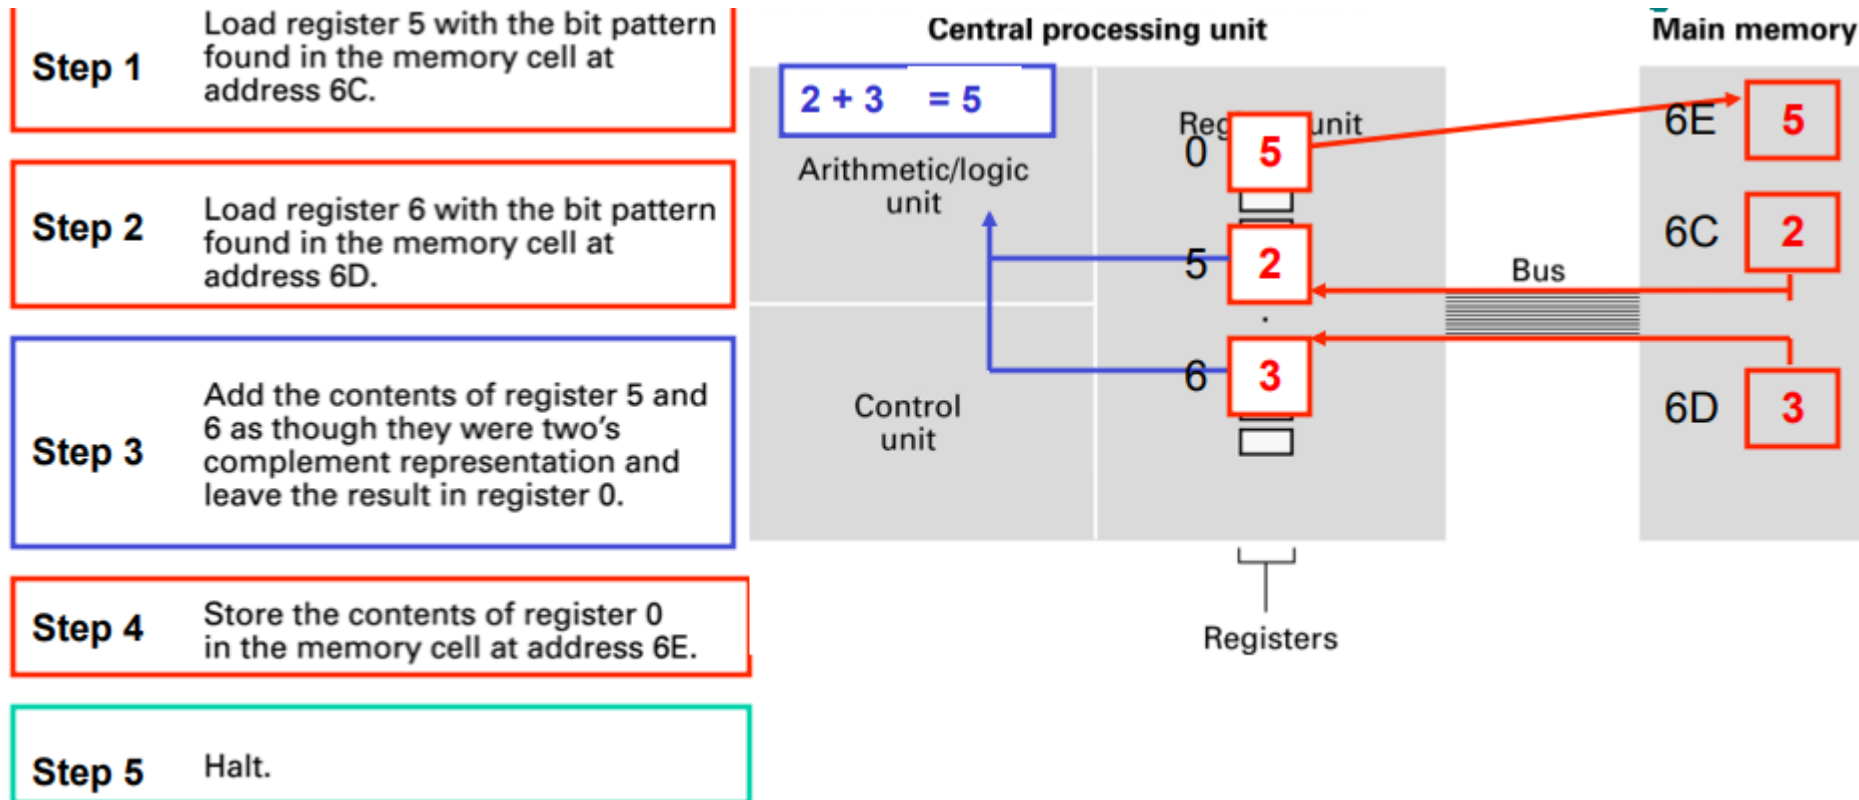 Step 1
Load register 5 with the bit pattern
found in the memory cell at
address 6C.
Step 2
Load register 6 with the bit pattern
found in the memory cell at
address 6D.
Step 3
Add the contents of register 5 and
6 as though they were two's
complement representation and
leave the result in register 0.
Step 4
Store the contents of register 0
in the memory cell at address 6E.
Step 5
Halt.
Central processing unit
2 + 3 = 5
Arithmetic/logic
unit
Control
unit
unit
0 5
5 2
6 3
Registers
Bus
Main memory
6E 5
6C 2
6D 3